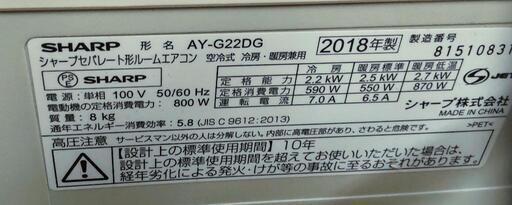 SHARP 形名 AY-G22DG 2018年製 製造番号
シャープセパレート形ルームエアコン 空冷式 冷房・暖房兼用 8151083
PSE 冷房 暖房 暖房低温
定格能力 2.2 kW 2.5 kW 2.7 kW
電源:単相 100 V 50/60 Hz 定格消費電力 590 W 550 W 870 W
電動機の定格消費電力: 800 W 運転電流 7.0 A 6.5 A
JET
質量: 8 kg シャープ株式会社
通年エネルギー消費効率: 5.8 (JIS C 9612:2013) MADE IN CHINA
高圧注意 サービスマン以外の人は分解しない。内部に高電圧部があり、危険です。 >PET<
【設計上の標準使用期間】10年
設計上の標準使用期間を超えてお使いいただいた場合は、
経年劣化による発火・けが等の事故に至るおそれがあります。